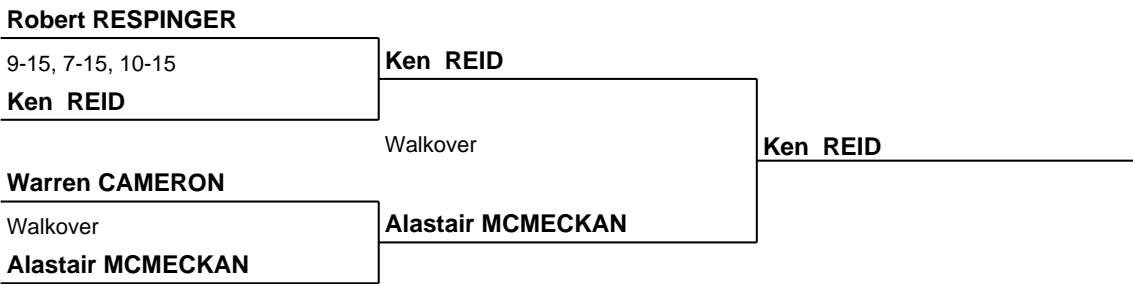 Robert RESPINGER
9-15, 7-15, 10-15
Ken REID
Ken REID
Walkover
Ken REID
Warren CAMERON
Walkover
Alastair MCMECKAN
Alastair MCMECKAN